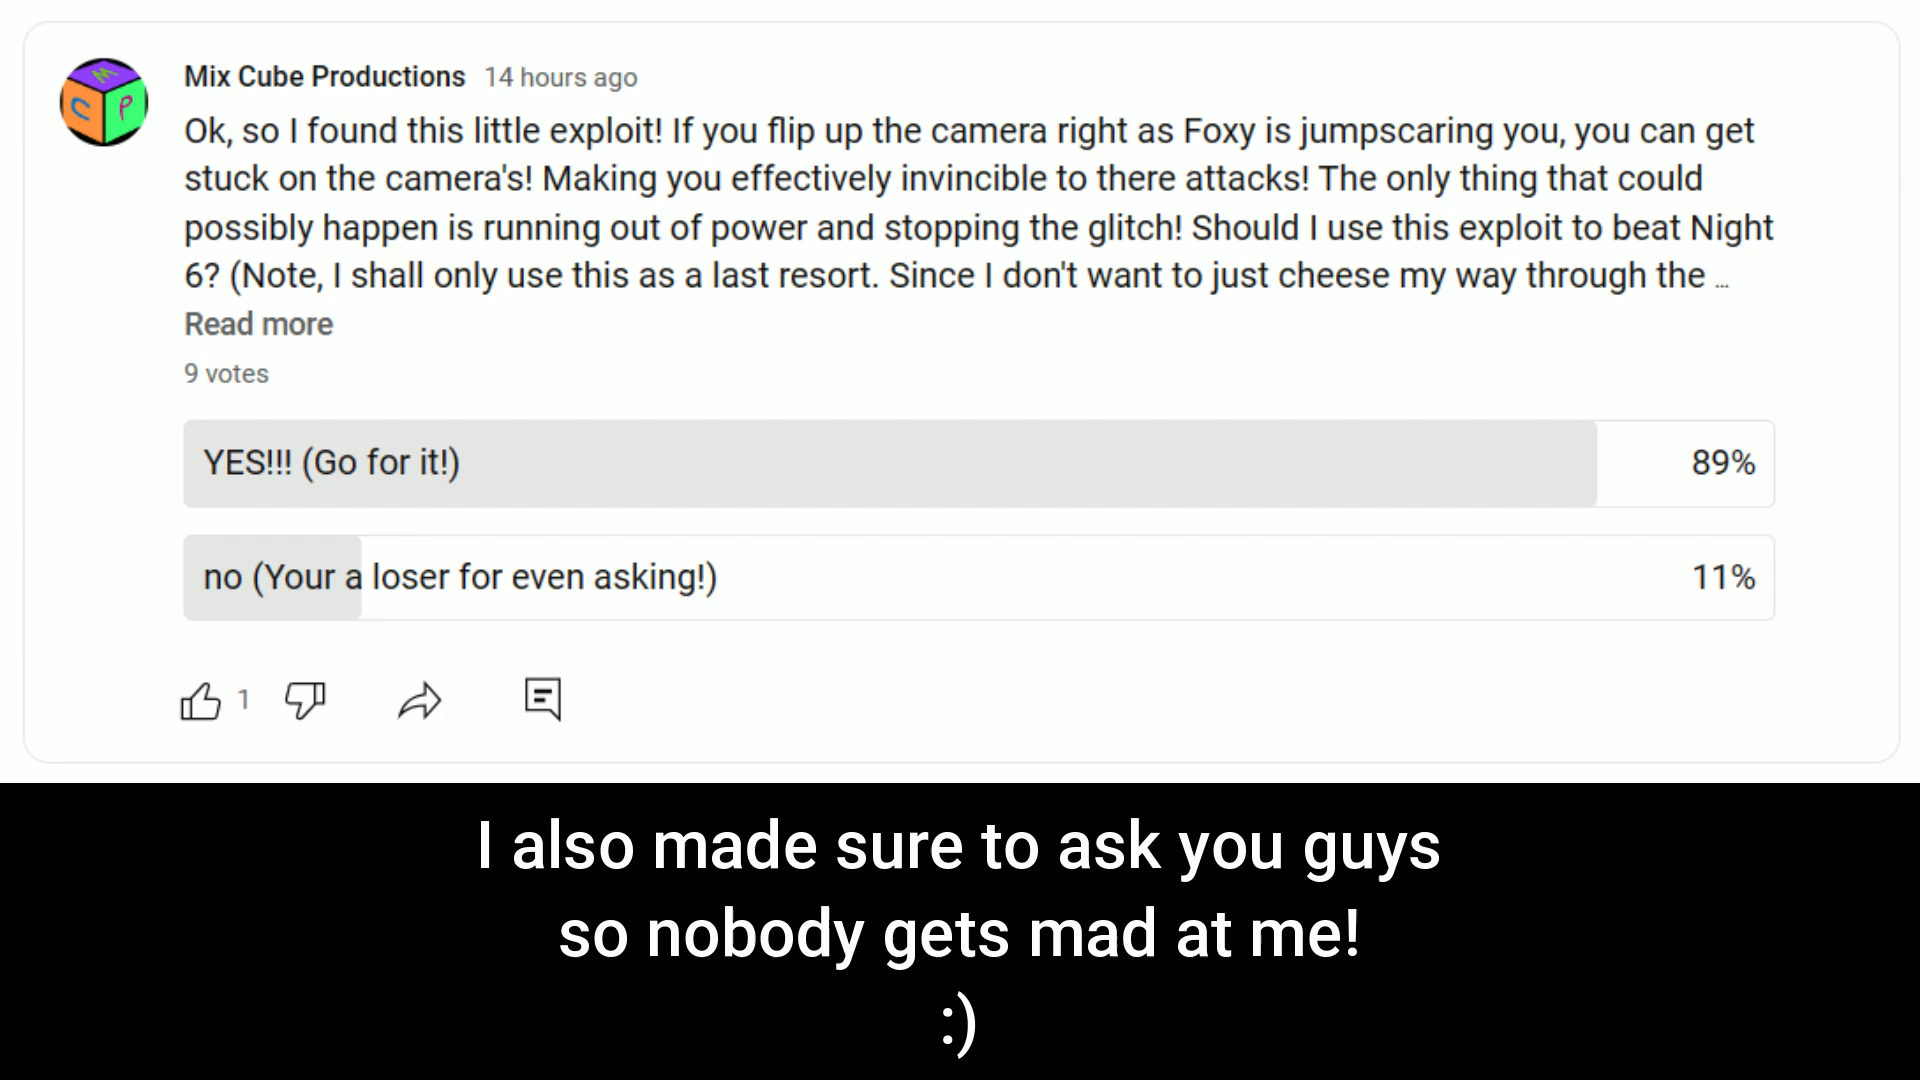 M
C P
Mix Cube Productions 14 hours ago
Ok, so I found this little exploit! If you flip up the camera right as Foxy is jumpscaring you, you can get
stuck on the camera's! Making you effectively invincible to there attacks! The only thing that could
possibly happen is running out of power and stopping the glitch! Should I use this exploit to beat Night
6? (Note, I shall only use this as a last resort. Since I don't want to just cheese my way through the ...
Read more
9 votes
YES!!! (Go for it!) 89%
no (Your a loser for even asking!) 11%
1
I also made sure to ask you guys
so nobody gets mad at me!
:)